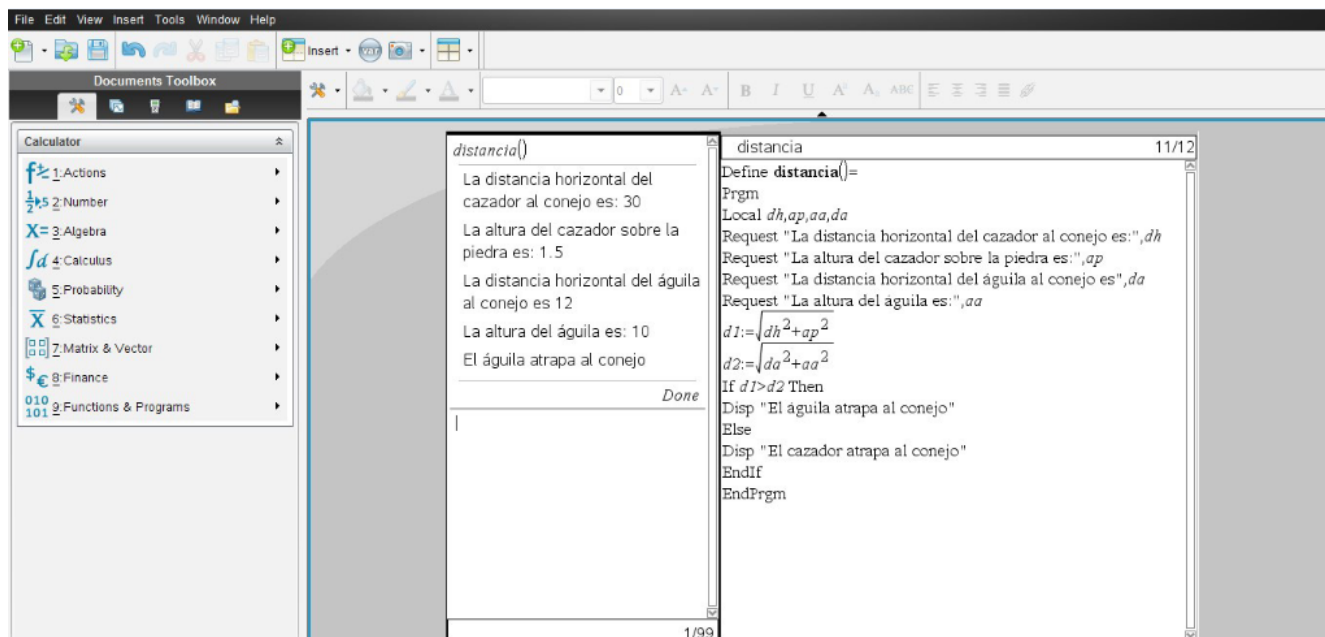 File Edit View Insert Tools Window Help
Insert
var
Documents Toolbox
0 A- A+ B I U A A ABC
Calculator
1:Actions
2:Number
3:Algebra
4:Calculus
5:Probability
6:Statistics
7:Matrix & Vector
8:Finance
9:Functions & Programs
distancia()
La distancia horizontal del
cazador al conejo es: 30
La altura del cazador sobre la
piedra es: 1.5
La distancia horizontal del águila
al conejo es 12
La altura del águila es: 10
El águila atrapa al conejo
Done
1/99
distancia 11/12
Define distancia()=
Prgm
Local dh,ap,aa,da
Request "La distancia horizontal del cazador al conejo es:",dh
Request "La altura del cazador sobre la piedra es:",ap
Request "La distancia horizontal del águila al conejo es",da
Request "La altura del águila es:",aa
d1:=√(dh²+ap²)
d2:=√(da²+aa²)
If d1>d2 Then
Disp "El águila atrapa al conejo"
Else
Disp "El cazador atrapa al conejo"
EndIf
EndPrgm